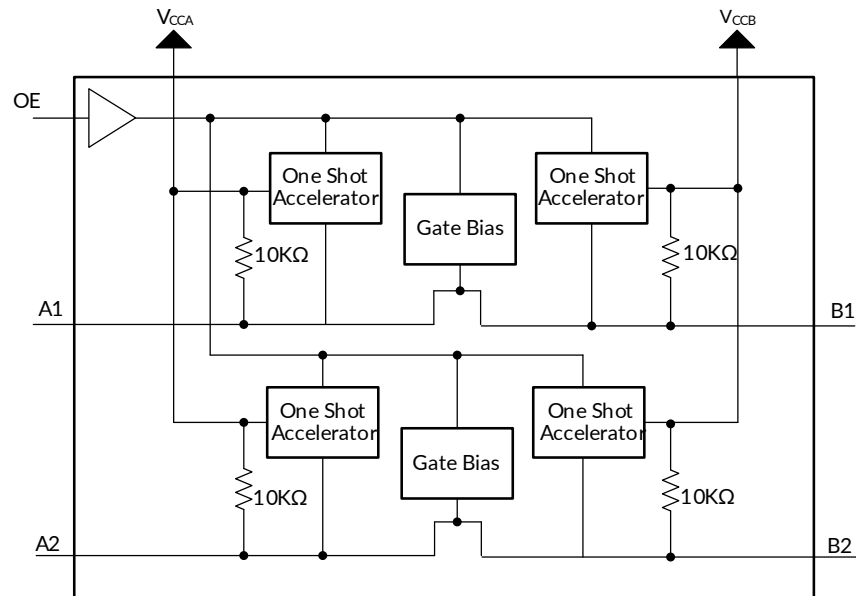 VCCA
VCCB
OE
One Shot
Accelerator
One Shot
Accelerator
Gate Bias
10KΩ
10KΩ
A1
B1
One Shot
Accelerator
One Shot
Accelerator
Gate Bias
10KΩ
10KΩ
A2
B2